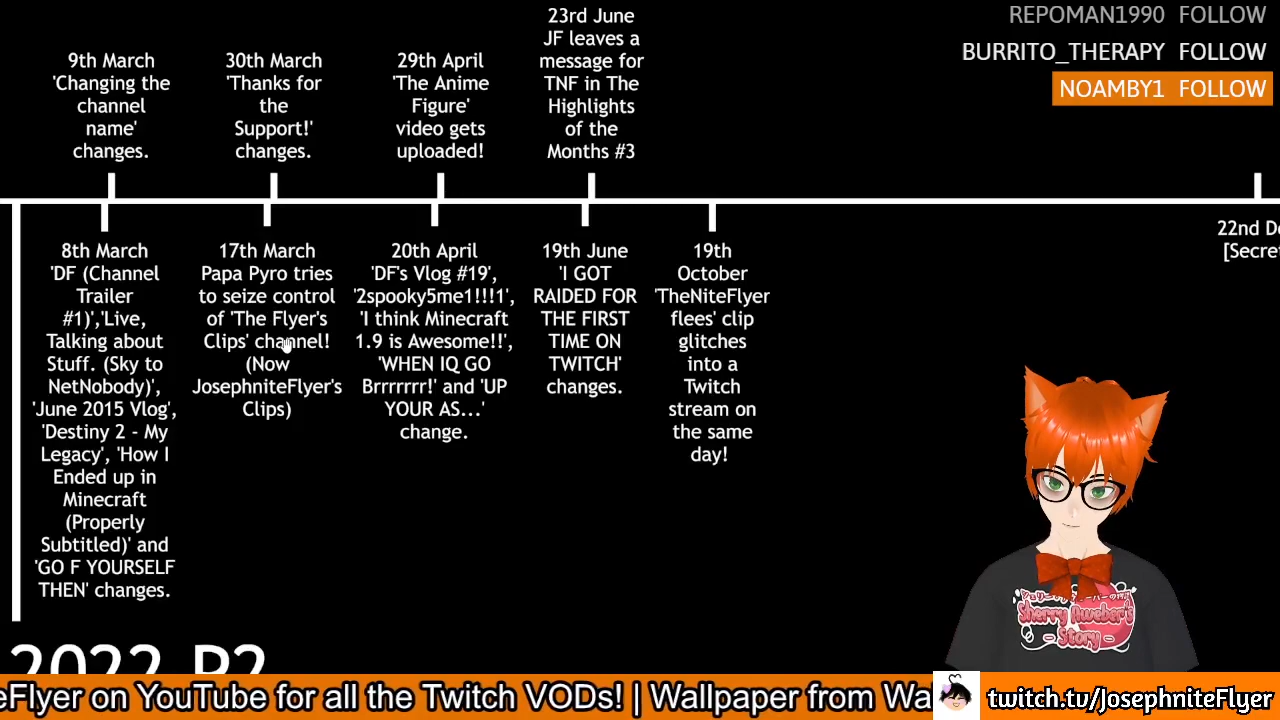 REPOMAN1990 FOLLOW
BURRITO_THERAPY FOLLOW
NOAMBY1 FOLLOW
9th March
'Changing the
channel
name'
changes.
30th March
'Thanks for
the
Support!'
changes.
29th April
'The Anime
Figure'
video gets
uploaded!
23rd June
JF leaves a
message for
TNF in The
Highlights
of the
Months #3
8th March
'DF (Channel
Trailer
#1)','Live,
Talking about
Stuff. (Sky to
NetNobody)',
'June 2015 Vlog',
'Destiny 2 - My
Legacy', 'How I
Ended up in
Minecraft
(Properly
Subtitled)' and
'GO F YOURSELF
THEN' changes.
17th March
Papa Pyro tries
to seize control
of 'The Flyer's
Clips' channel!
(Now
JosephniteFlyer's
Clips)
20th April
'DF's Vlog #19',
'2spooky5me1!!!1',
'I think Minecraft
1.9 is Awesome!!',
'WHEN IQ GO
Brrrrrrr!' and 'UP
YOUR AS...'
change.
19th June
'I GOT
RAIDED FOR
THE FIRST
TIME ON
TWITCH'
changes.
19th
October
'TheNiteFlyer
flees' clip
glitches
into a
Twitch
stream on
the same
day!
22nd De
[Secre
Sherry Aweber's
- Story -
2022 P2
eFlyer on YouTube for all the Twitch VODs! | Wallpaper from Wa
twitch.tv/JosephniteFlyer